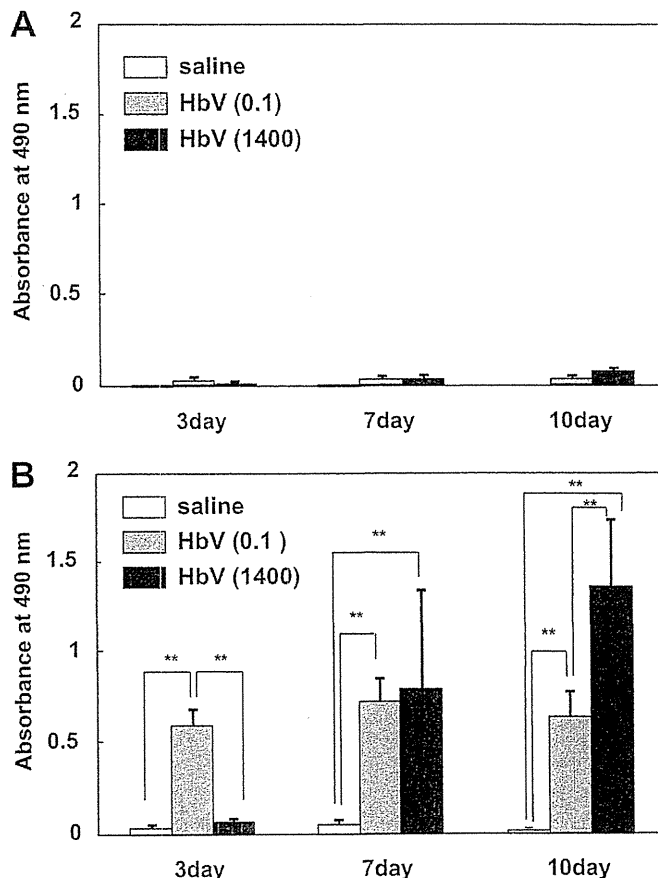 A
2
1.5
1
0.5
0
Absorbance at 490 nm
saline
HbV (0.1)
HbV (1400)
3day 7day 10day
B
2
1.5
1
0.5
0
Absorbance at 490 nm
saline
HbV (0.1 )
HbV (1400)
** **
** **
** ** **
3day 7day 10day